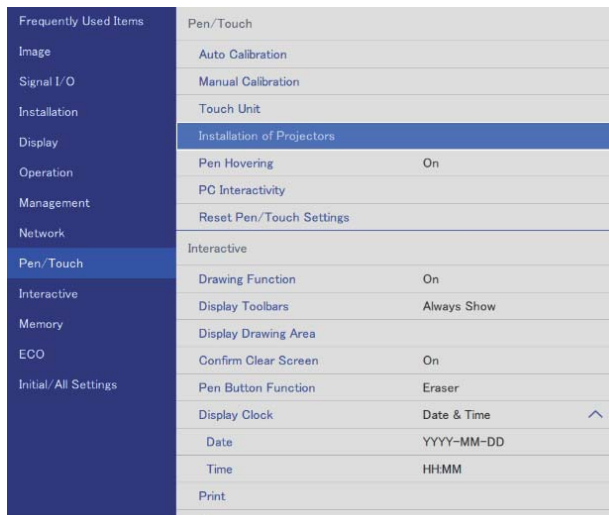 Frequently Used Items
Image
Signal I/O
Installation
Display
Operation
Management
Network
Pen/Touch
Interactive
Memory
ECO
Initial/All Settings
Pen/Touch
Auto Calibration
Manual Calibration
Touch Unit
Installation of Projectors
Pen Hovering On
PC Interactivity
Reset Pen/Touch Settings
Interactive
Drawing Function On
Display Toolbars Always Show
Display Drawing Area
Confirm Clear Screen On
Pen Button Function Eraser
Display Clock Date & Time
Date YYYY-MM-DD
Time HH:MM
Print